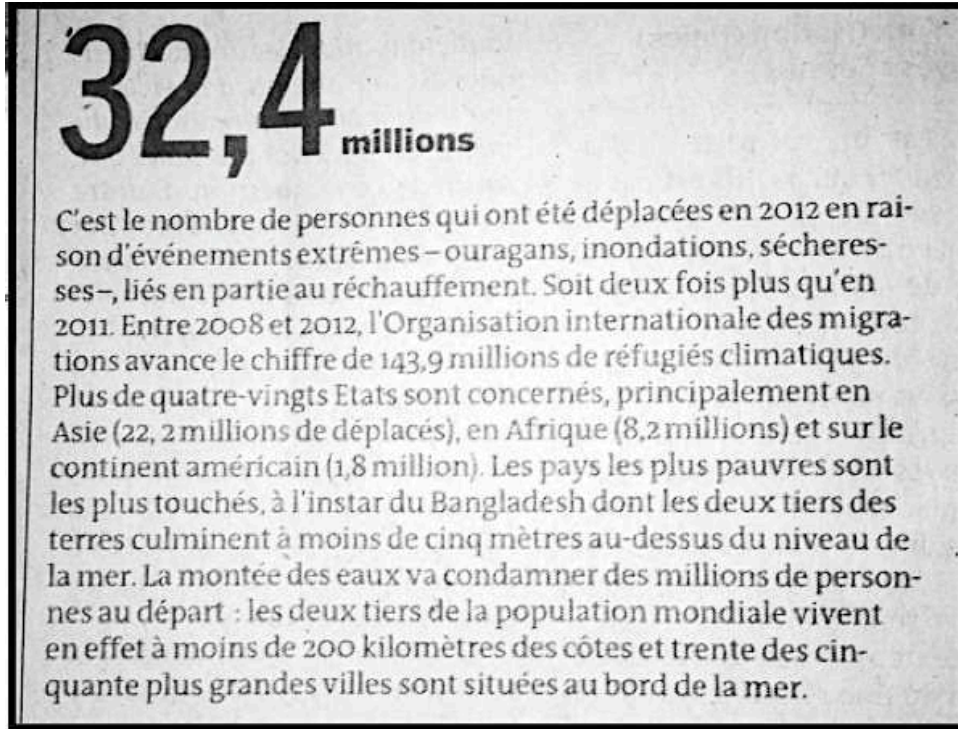 32,4 millions
C'est le nombre de personnes qui ont été déplacées en 2012 en rai-
son d'événements extrêmes – ouragans, inondations, sécheres-
ses –, liés en partie au réchauffement. Soit deux fois plus qu'en
2011. Entre 2008 et 2012, l'Organisation internationale des migra-
tions avance le chiffre de 143,9 millions de réfugiés climatiques.
Plus de quatre-vingts Etats sont concernés, principalement en
Asie (22, 2 millions de déplacés), en Afrique (8,2 millions) et sur le
continent américain (1,8 million). Les pays les plus pauvres sont
les plus touchés, à l'instar du Bangladesh dont les deux tiers des
terres culminent à moins de cinq mètres au-dessus du niveau de
la mer. La montée des eaux va condamner des millions de person-
nes au départ : les deux tiers de la population mondiale vivent
en effet à moins de 200 kilomètres des côtes et trente des cin-
quante plus grandes villes sont situées au bord de la mer.